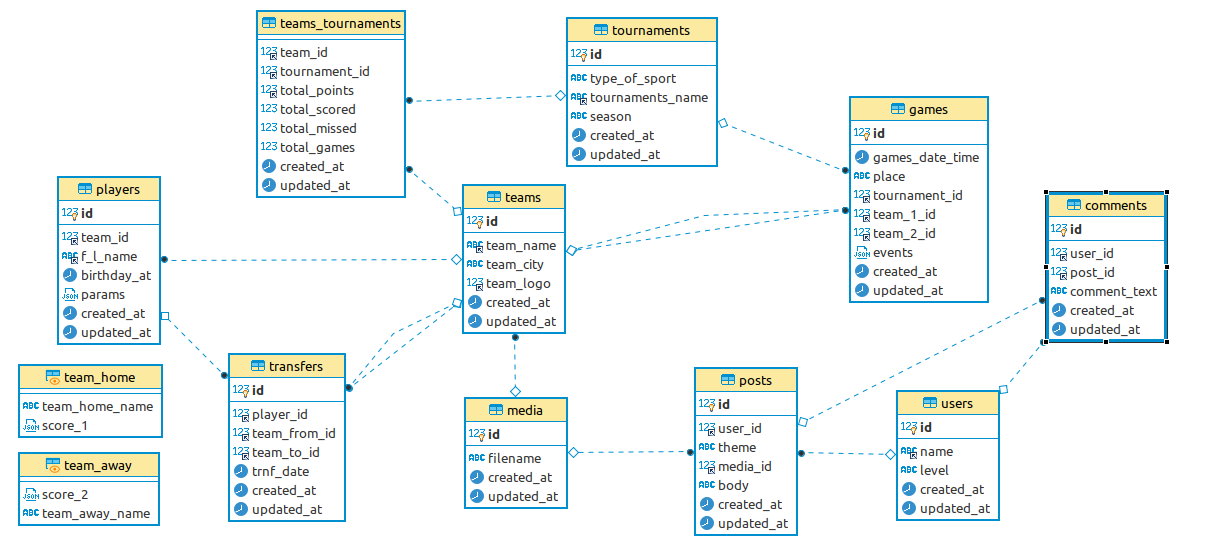 teams_tournaments
123 team_id
123 tournament_id
123 total_points
123 total_scored
123 total_missed
123 total_games
created_at
updated_at
tournaments
123 id
ABC type_of_sport
ABC tournaments_name
ABC season
created_at
updated_at
games
123 id
games_date_time
ABC place
123 tournament_id
123 team_1_id
123 team_2_id
JSON events
created_at
updated_at
players
123 id
123 team_id
ABC f_l_name
birthday_at
JSON params
created_at
updated_at
teams
123 id
ABC team_name
ABC team_city
123 team_logo
created_at
updated_at
comments
123 id
123 user_id
123 post_id
ABC comment_text
created_at
updated_at
team_home
ABC team_home_name
JSON score_1
team_away
JSON score_2
ABC team_away_name
transfers
123 id
123 player_id
123 team_from_id
123 team_to_id
trnf_date
created_at
updated_at
media
123 id
ABC filename
created_at
updated_at
posts
123 id
123 user_id
ABC theme
123 media_id
ABC body
created_at
updated_at
users
123 id
ABC name
ABC level
created_at
updated_at